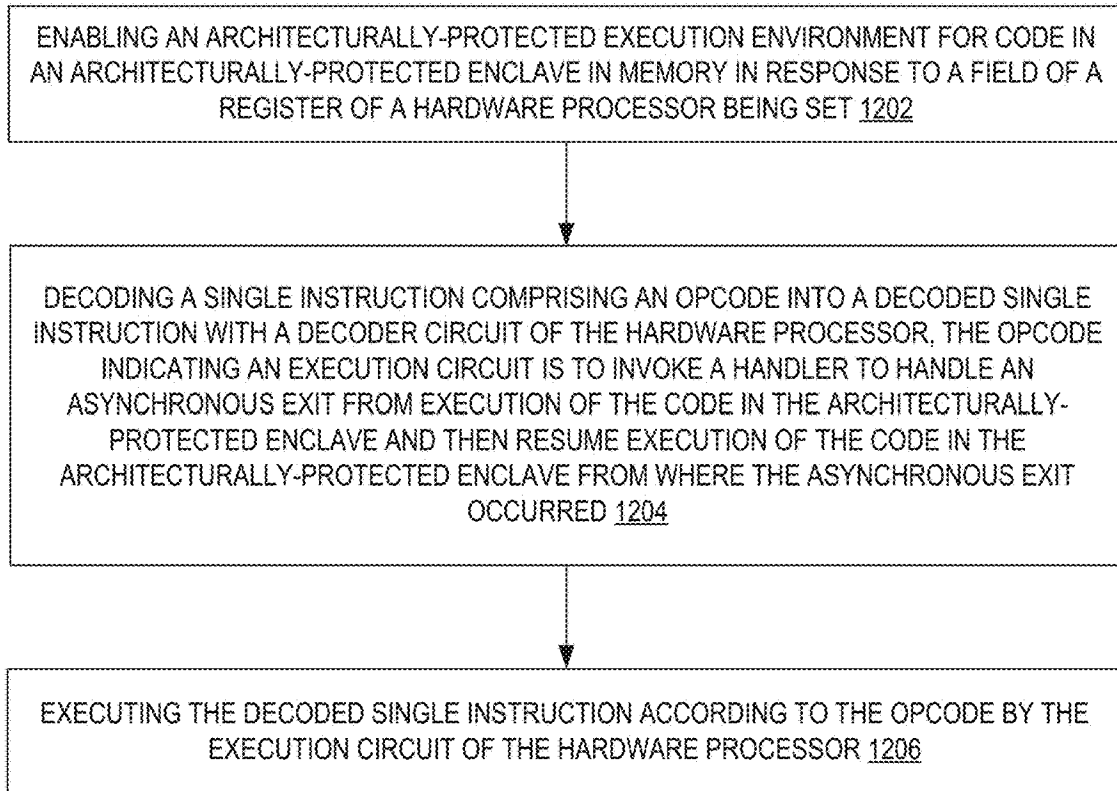 ENABLING AN ARCHITECTURALLY-PROTECTED EXECUTION ENVIRONMENT FOR CODE IN
AN ARCHITECTURALLY-PROTECTED ENCLAVE IN MEMORY IN RESPONSE TO A FIELD OF A
REGISTER OF A HARDWARE PROCESSOR BEING SET 1202
DECODING A SINGLE INSTRUCTION COMPRISING AN OPCODE INTO A DECODED SINGLE
INSTRUCTION WITH A DECODER CIRCUIT OF THE HARDWARE PROCESSOR, THE OPCODE
INDICATING AN EXECUTION CIRCUIT IS TO INVOKE A HANDLER TO HANDLE AN
ASYNCHRONOUS EXIT FROM EXECUTION OF THE CODE IN THE ARCHITECTURALLY-
PROTECTED ENCLAVE AND THEN RESUME EXECUTION OF THE CODE IN THE
ARCHITECTURALLY-PROTECTED ENCLAVE FROM WHERE THE ASYNCHRONOUS EXIT
OCCURRED 1204
EXECUTING THE DECODED SINGLE INSTRUCTION ACCORDING TO THE OPCODE BY THE
EXECUTION CIRCUIT OF THE HARDWARE PROCESSOR 1206